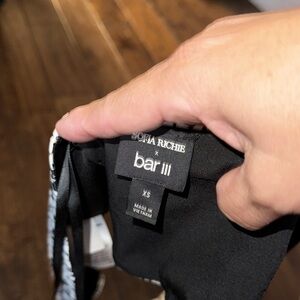 SOFIA RICHIE
x
bar III
XS
MADE IN
VIETNAM